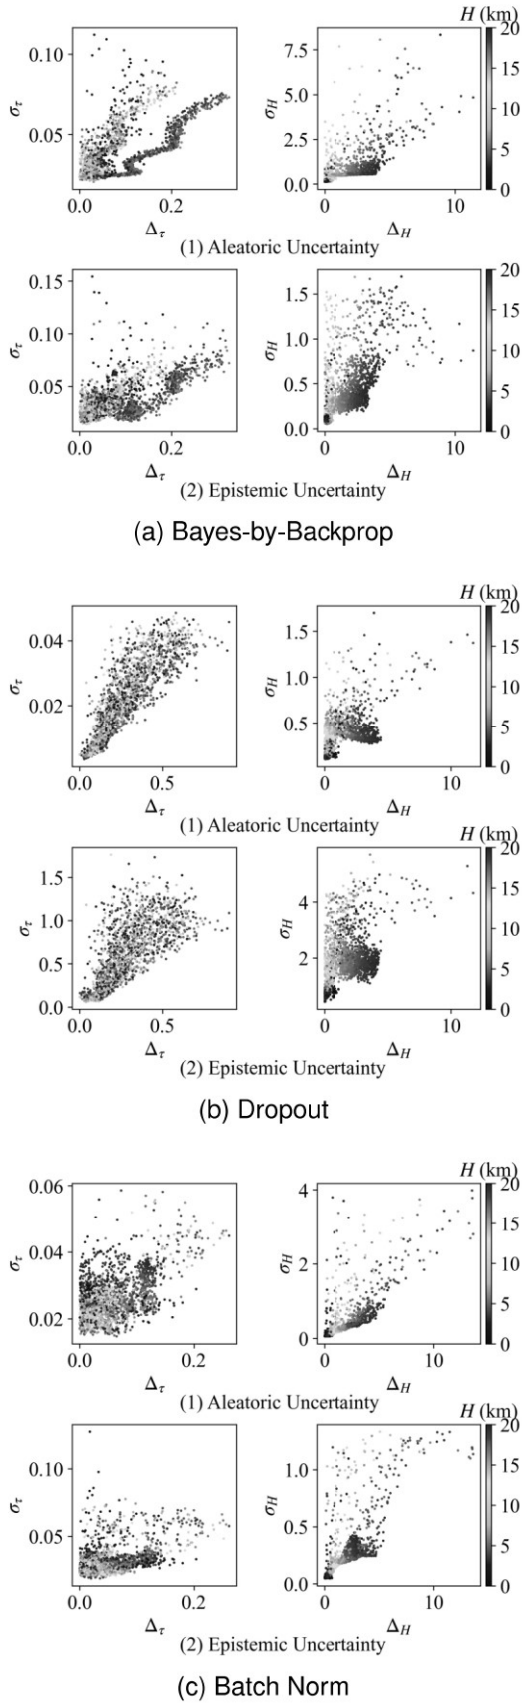 H (km)
0.10
0.05
σ_τ
0.0 0.2
Δ_τ
7.5
5.0
2.5
0.0
σ_H
0 10
Δ_H
20
15
10
5
0
(1) Aleatoric Uncertainty
0.15
0.10
0.05
σ_τ
0.0 0.2
Δ_τ
1.5
1.0
0.5
0.0
σ_H
0 10
Δ_H
20
15
10
5
0
(2) Epistemic Uncertainty
(a) Bayes-by-Backprop
H (km)
0.04
0.02
σ_τ
0.0 0.5
Δ_τ
1.5
1.0
0.5
σ_H
0 10
Δ_H
20
15
10
5
0
(1) Aleatoric Uncertainty
H (km)
1.5
1.0
0.5
0.0
σ_τ
0.0 0.5
Δ_τ
4
2
σ_H
0 10
Δ_H
20
15
10
5
0
(2) Epistemic Uncertainty
(b) Dropout
H (km)
0.06
0.04
0.02
σ_τ
0.0 0.2
Δ_τ
4
2
0
σ_H
0 10
Δ_H
20
15
10
5
0
(1) Aleatoric Uncertainty
H (km)
0.10
0.05
σ_τ
0.0 0.2
Δ_τ
1.0
0.5
0.0
σ_H
0 10
Δ_H
20
15
10
5
0
(2) Epistemic Uncertainty
(c) Batch Norm